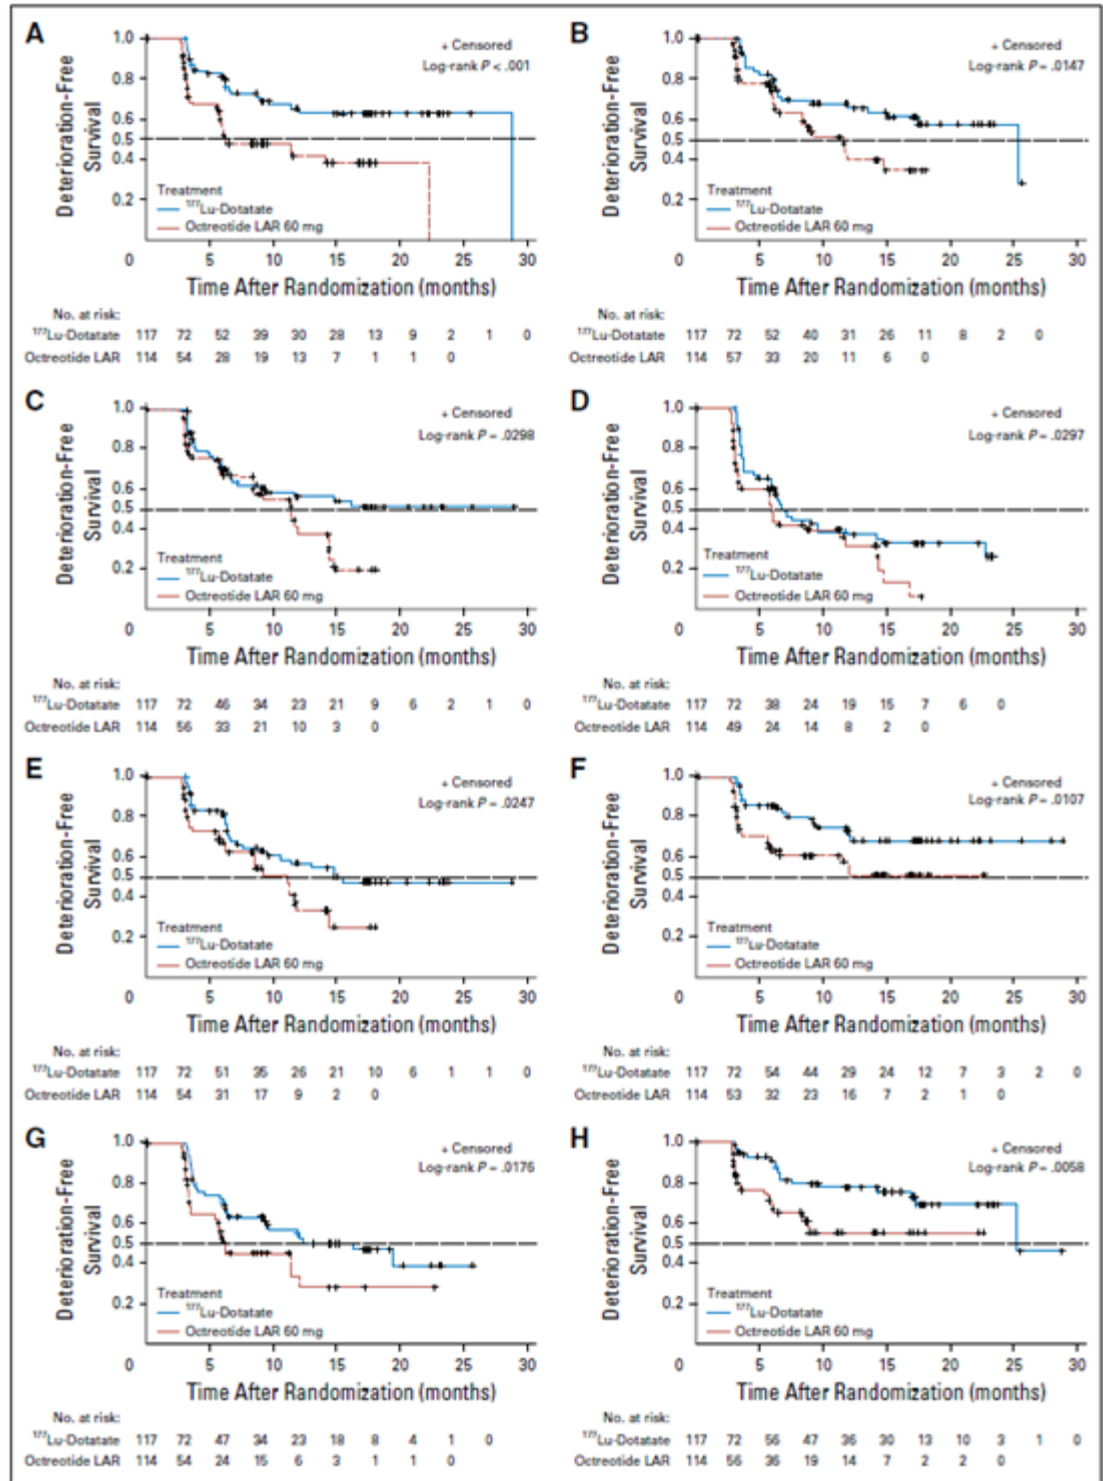 A
+ Censored
Log-rank P < .001
Deterioration-Free
Survival
1.0
0.8
0.6
0.5
0.4
0.2
Treatment
177Lu-Dotatate
Octreotide LAR 60 mg
0 5 10 15 20 25 30
Time After Randomization (months)
No. at risk:
177Lu-Dotatate 117 72 52 39 30 28 13 9 2 1 0
Octreotide LAR 114 54 28 19 13 7 1 1 0
B
+ Censored
Log-rank P = .0147
Deterioration-Free
Survival
1.0
0.8
0.6
0.5
0.4
0.2
Treatment
177Lu-Dotatate
Octreotide LAR 60 mg
0 5 10 15 20 25 30
Time After Randomization (months)
No. at risk:
177Lu-Dotatate 117 72 52 40 31 26 11 8 2 0
Octreotide LAR 114 57 33 20 11 6 0
C
+ Censored
Log-rank P = .0298
Deterioration-Free
Survival
1.0
0.8
0.6
0.5
0.4
0.2
Treatment
177Lu-Dotatate
Octreotide LAR 60 mg
0 5 10 15 20 25 30
Time After Randomization (months)
No. at risk:
177Lu-Dotatate 117 72 46 34 23 21 9 6 2 1 0
Octreotide LAR 114 56 33 21 10 3 0
D
+ Censored
Log-rank P = .0297
Deterioration-Free
Survival
1.0
0.8
0.6
0.5
0.4
0.2
Treatment
177Lu-Dotatate
Octreotide LAR 60 mg
0 5 10 15 20 25 30
Time After Randomization (months)
No. at risk:
177Lu-Dotatate 117 72 38 24 19 15 7 6 0
Octreotide LAR 114 49 24 14 8 2 0
E
+ Censored
Log-rank P = .0247
Deterioration-Free
Survival
1.0
0.8
0.6
0.5
0.4
0.2
Treatment
177Lu-Dotatate
Octreotide LAR 60 mg
0 5 10 15 20 25 30
Time After Randomization (months)
No. at risk:
177Lu-Dotatate 117 72 51 35 26 21 10 6 1 1 0
Octreotide LAR 114 54 31 17 9 2 0
F
+ Censored
Log-rank P = .0107
Deterioration-Free
Survival
1.0
0.8
0.6
0.5
0.4
0.2
Treatment
177Lu-Dotatate
Octreotide LAR 60 mg
0 5 10 15 20 25 30
Time After Randomization (months)
No. at risk:
177Lu-Dotatate 117 72 54 44 29 24 12 7 3 2 0
Octreotide LAR 114 53 32 23 16 7 2 1 0
G
+ Censored
Log-rank P = .0176
Deterioration-Free
Survival
1.0
0.8
0.6
0.5
0.4
0.2
Treatment
177Lu-Dotatate
Octreotide LAR 60 mg
0 5 10 15 20 25 30
Time After Randomization (months)
No. at risk:
177Lu-Dotatate 117 72 47 34 23 18 8 4 1 0
Octreotide LAR 114 54 24 15 6 3 1 1 0
H
+ Censored
Log-rank P = .0058
Deterioration-Free
Survival
1.0
0.8
0.6
0.5
0.4
0.2
Treatment
177Lu-Dotatate
Octreotide LAR 60 mg
0 5 10 15 20 25 30
Time After Randomization (months)
No. at risk:
177Lu-Dotatate 117 72 56 47 36 30 13 10 3 1 0
Octreotide LAR 114 56 36 19 14 7 2 2 0